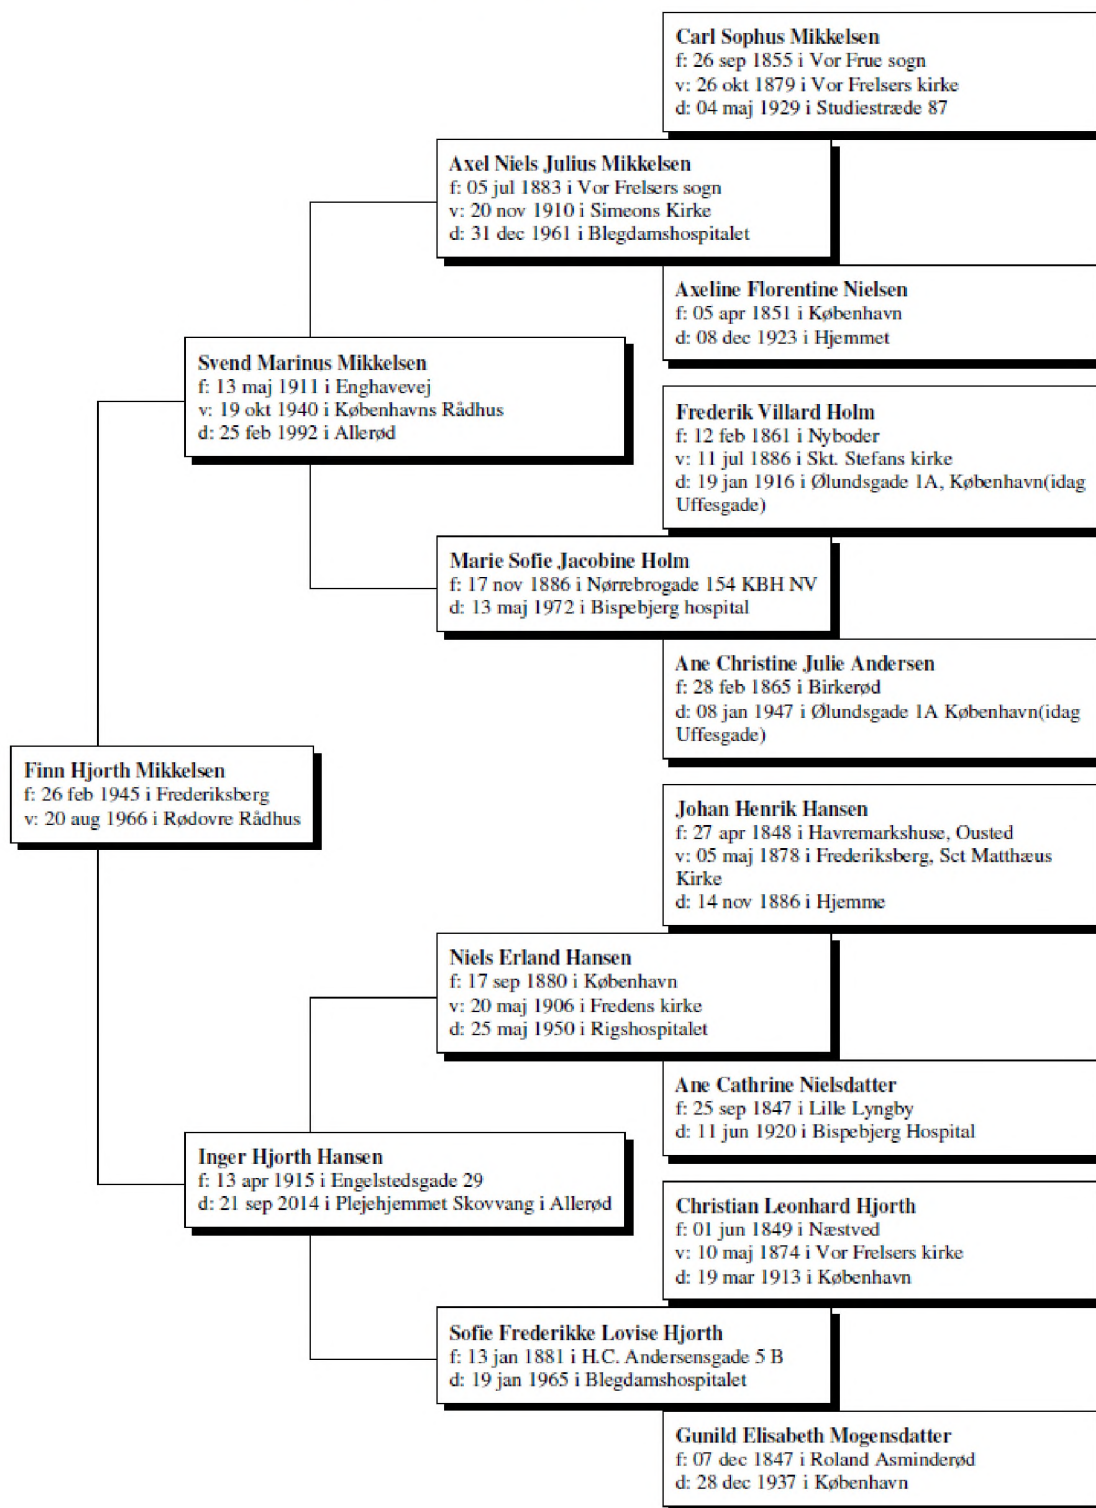 Carl Sophus Mikkelsen
f: 26 sep 1855 i Vor Frue sogn
v: 26 okt 1879 i Vor Frelsers kirke
d: 04 maj 1929 i Studiestræde 87
Axel Niels Julius Mikkelsen
f: 05 jul 1883 i Vor Frelsers sogn
v: 20 nov 1910 i Simeons Kirke
d: 31 dec 1961 i Blegdamshospitalet
Axeline Florentine Nielsen
f: 05 apr 1851 i København
d: 08 dec 1923 i Hjemmet
Svend Marinus Mikkelsen
f: 13 maj 1911 i Enghavevej
v: 19 okt 1940 i Københavns Rådhus
d: 25 feb 1992 i Allerød
Frederik Villard Holm
f: 12 feb 1861 i Nyboder
v: 11 jul 1886 i Skt. Stefans kirke
d: 19 jan 1916 i Ølundsgade 1A, København(idag
Uffesgade)
Marie Sofie Jacobine Holm
f: 17 nov 1886 i Nørrebrogade 154 KBH NV
d: 13 maj 1972 i Bispebjerg hospital
Ane Christine Julie Andersen
f: 28 feb 1865 i Birkerød
d: 08 jan 1947 i Ølundsgade 1A København(idag
Uffesgade)
Finn Hjorth Mikkelsen
f: 26 feb 1945 i Frederiksberg
v: 20 aug 1966 i Rødovre Rådhus
Johan Henrik Hansen
f: 27 apr 1848 i Havremarkshuse, Ousted
v: 05 maj 1878 i Frederiksberg, Sct Matthæus
Kirke
d: 14 nov 1886 i Hjemme
Niels Erland Hansen
f: 17 sep 1880 i København
v: 20 maj 1906 i Fredens kirke
d: 25 maj 1950 i Rigshospitalet
Ane Cathrine Nielsdatter
f: 25 sep 1847 i Lille Lyngby
d: 11 jun 1920 i Bispebjerg Hospital
Inger Hjorth Hansen
f: 13 apr 1915 i Engelstedsgade 29
d: 21 sep 2014 i Plejehjemmet Skovvang i Allerød
Christian Leonhard Hjorth
f: 01 jun 1849 i Næstved
v: 10 maj 1874 i Vor Frelsers kirke
d: 19 mar 1913 i København
Sofie Frederikke Lovise Hjorth
f: 13 jan 1881 i H.C. Andersensgade 5 B
d: 19 jan 1965 i Blegdamshospitalet
Gunild Elisabeth Mogensdatter
f: 07 dec 1847 i Roland Asminderød
d: 28 dec 1937 i København